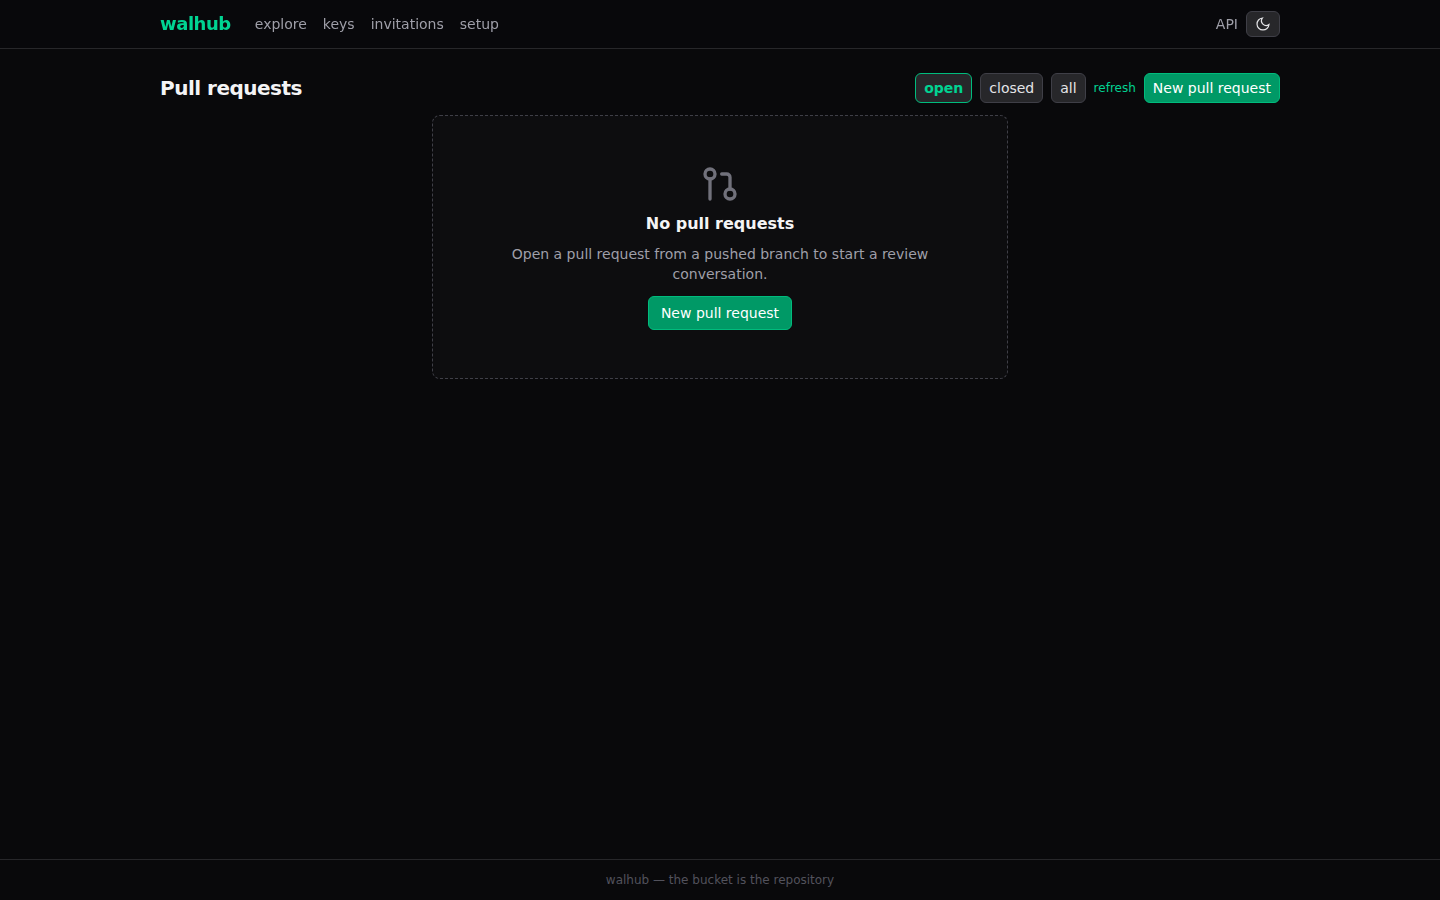 walhub explore keys invitations setup API
Pull requests open closed all refresh New pull request
No pull requests
Open a pull request from a pushed branch to start a review
conversation.
New pull request
walhub — the bucket is the repository